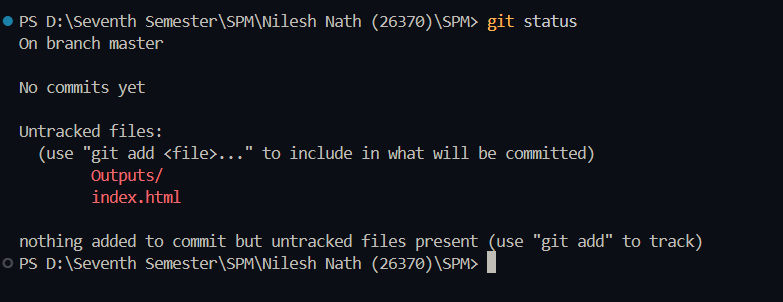 PS D:\Seventh Semester\SPM\Nilesh Nath (26370)\SPM> git status
On branch master
No commits yet
Untracked files:
(use "git add <file>..." to include in what will be committed)
Outputs/
index.html
nothing added to commit but untracked files present (use "git add" to track)
PS D:\Seventh Semester\SPM\Nilesh Nath (26370)\SPM>